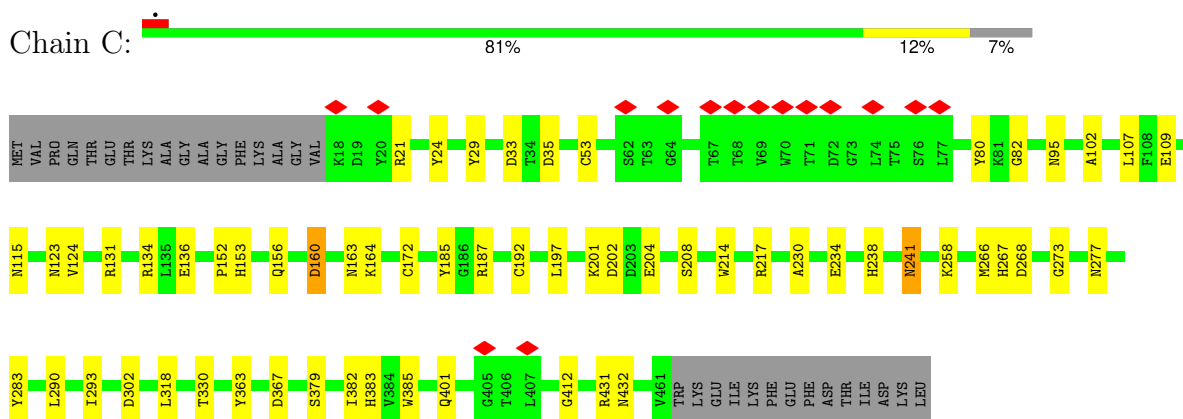 Chain C:
81% 12% 7%
MET VAL PRO GLN THR GLU THR LYS ALA GLY ALA GLY PHE LYS ALA GLY VAL K18 D19 Y20 R21 Y24 Y29 D33 T34 D35 C53 S62 T63 G64 T67 T68 V69 W70 T71 D72 G73 L74 T75 S76 L77 Y80 K81 G82 N95 A102 L107 F108 E109
N115 N123 V124 R131 R134 L135 E136 P152 H153 Q156 D160 N163 K164 C172 Y185 G186 R187 C192 L197 K201 D202 D203 E204 S208 W214 R217 A230 E234 H238 N241 K258 M266 H267 D268 G273 N277
Y283 L290 I293 D302 L318 T330 Y363 D367 S379 I382 H383 V384 W385 Q401 G405 T406 L407 G412 R431 N432 V461 TRP LYS GLU ILE LYS PHE GLU PHE ASP THR ILE ASP LYS LEU